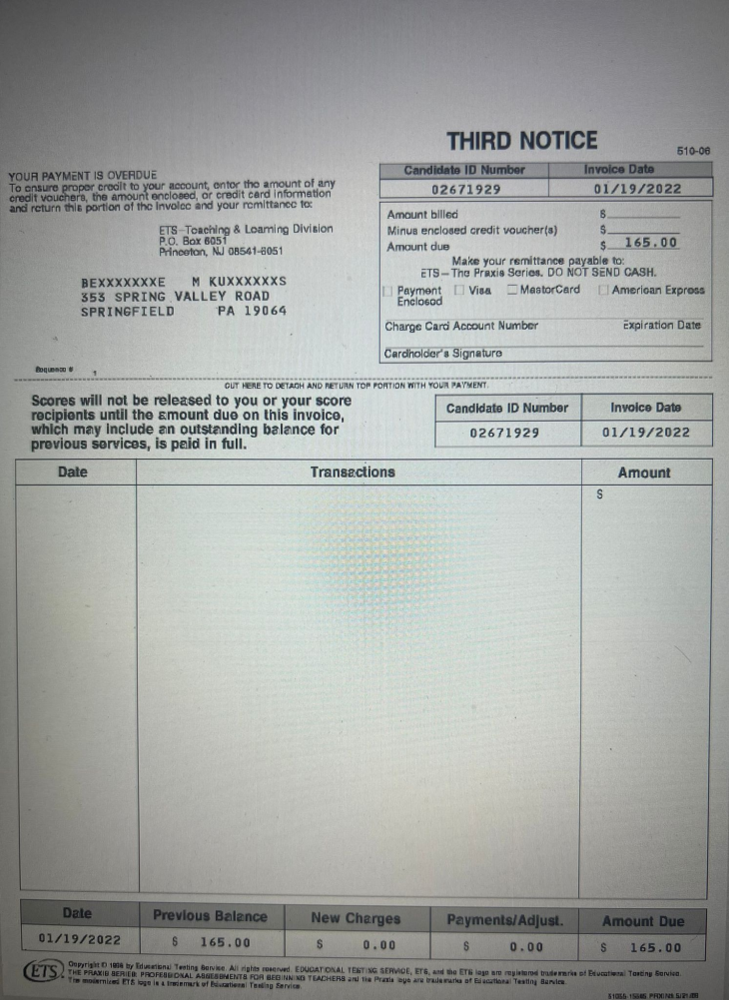 THIRD NOTICE
510-06
YOUR PAYMENT IS OVERDUE
To ensure proper credit to your account, enter the amount of any
credit vouchers, the amount enclosed, or credit card information
and return this portion of the Invoice and your remittance to:
ETS-Teaching & Learning Division
P.O. Box 6051
Princeton, NJ 08541-6051
BEXXXXXXE M KUXXXXXXS
353 SPRING VALLEY ROAD
SPRINGFIELD PA 19064
Sequence # 1
Candidate ID Number Invoice Date
02671929 01/19/2022
Amount billed $
Minus enclosed credit voucher(s) $
Amount due $ 165.00
Make your remittance payable to:
ETS-The Praxis Series. DO NOT SEND CASH.
Payment Enclosed Visa MasterCard American Express
Charge Card Account Number Expiration Date
Cardholder's Signature
CUT HERE TO DETACH AND RETURN TOP PORTION WITH YOUR PAYMENT.
Scores will not be released to you or your score
recipients until the amount due on this invoice,
which may include an outstanding balance for
previous services, is paid in full.
Candidate ID Number Invoice Date
02671929 01/19/2022
Date Transactions Amount
$
Date Previous Balance New Charges Payments/Adjust. Amount Due
01/19/2022 $ 165.00 $ 0.00 $ 0.00 $ 165.00
ETS
Copyright © by Educational Testing Service. All rights reserved. EDUCATIONAL TESTING SERVICE, ETS, and the ETS logo are registered trademarks of Educational Testing Service.
THE PRAXIS SERIES: PROFESSIONAL ASSESSMENTS FOR BEGINNING TEACHERS and the Praxis logo are trademarks of Educational Testing Service.
The modernized ETS logo is a trademark of Educational Testing Service.